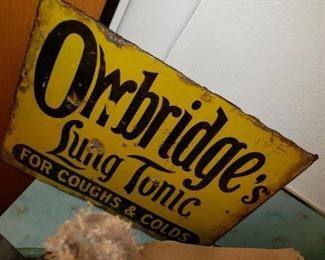 Owbridge's
Lung Tonic
FOR COUGHS & COLDS